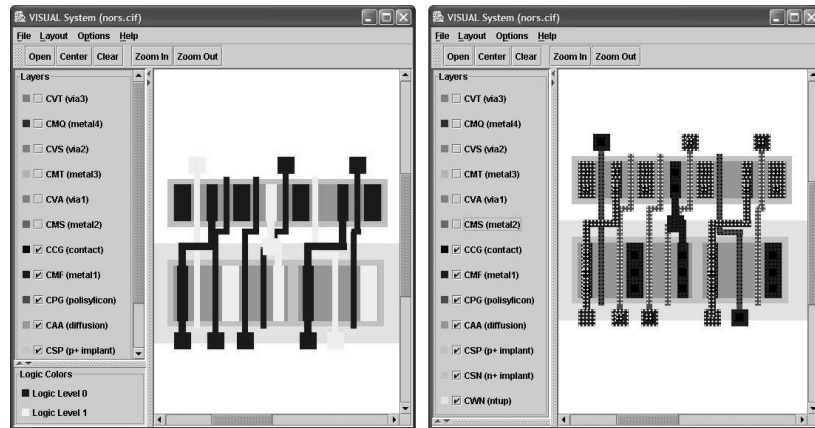 VISUAL System (nors.cif)
File Layout Options Help
Open Center Clear Zoom In Zoom Out
Layers
CVT (via3)
CMQ (metal4)
CVS (via2)
CMT (metal3)
CVA (via1)
CMS (metal2)
CCG (contact)
CMF (metal1)
CPG (polisylicon)
CAA (diffusion)
CSP (p+ implant)
Logic Colors
Logic Level 0
Logic Level 1
VISUAL System (nors.cif)
File Layout Options Help
Open Center Clear Zoom In Zoom Out
Layers
CVT (via3)
CMQ (metal4)
CVS (via2)
CMT (metal3)
CVA (via1)
CMS (metal2)
CCG (contact)
CMF (metal1)
CPG (polisylicon)
CAA (diffusion)
CSP (p+ implant)
CSN (n+ implant)
CWN (ntup)